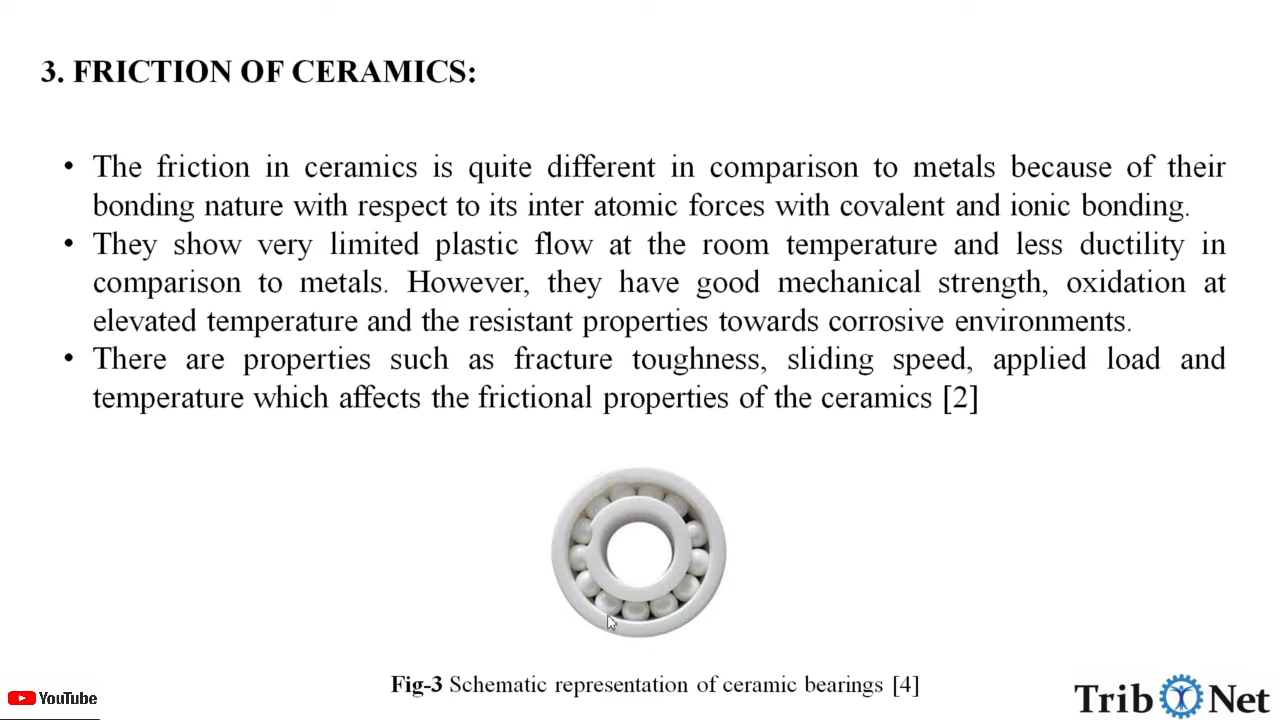 3. FRICTION OF CERAMICS:
• The friction in ceramics is quite different in comparison to metals because of their
bonding nature with respect to its inter atomic forces with covalent and ionic bonding.
• They show very limited plastic flow at the room temperature and less ductility in
comparison to metals. However, they have good mechanical strength, oxidation at
elevated temperature and the resistant properties towards corrosive environments.
• There are properties such as fracture toughness, sliding speed, applied load and
temperature which affects the frictional properties of the ceramics [2]
Fig-3 Schematic representation of ceramic bearings [4]
YouTube
Trib Net